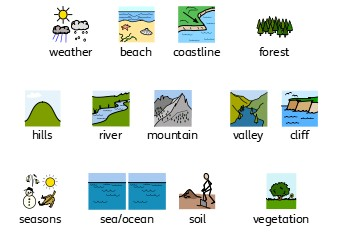 weather beach coastline forest
hills river mountain valley cliff
seasons sea/ocean soil vegetation